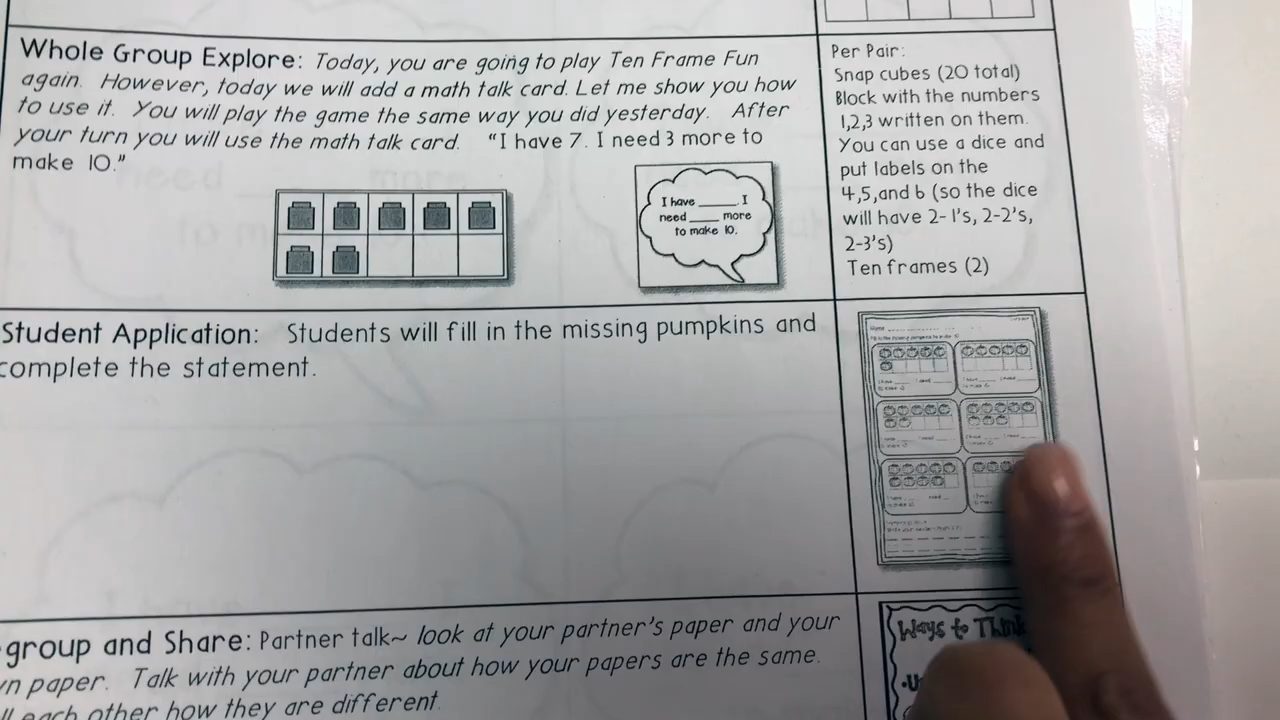 Whole Group Explore: Today, you are going to play Ten Frame Fun
again. However, today we will add a math talk card. Let me show you how
to use it. You will play the game the same way you did yesterday. After
your turn you will use the math talk card. "I have 7. I need 3 more to
make 10."
I have _____. I
need ____ more
to make 10.
Per Pair:
Snap cubes (20 total)
Block with the numbers
1,2,3 written on them.
You can use a dice and
put labels on the
4,5,and 6 (so the dice
will have 2-1's, 2-2's,
2-3's)
Ten frames (2)
Student Application: Students will fill in the missing pumpkins and
complete the statement.
group and Share: Partner talk~ look at your partner's paper and your
paper. Talk with your partner about how your papers are the same.
each other how they are different.
Ways to Think